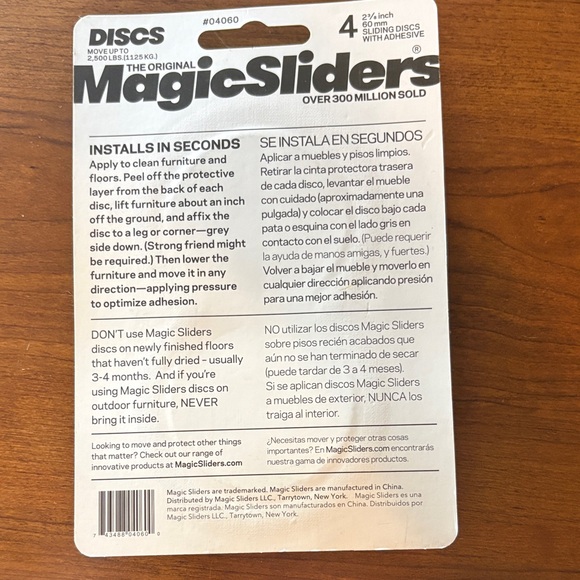 DISCS
MOVE UP TO
2,500 LBS. (1125 KG.)
#04060
4
2⅜ inch
60 mm
SLIDING DISCS
WITH ADHESIVE
THE ORIGINAL
MagicSliders®
OVER 300 MILLION SOLD
INSTALLS IN SECONDS
Apply to clean furniture and
floors. Peel off the protective
layer from the back of each
disc, lift furniture about an inch
off the ground, and affix the
disc to a leg or corner—grey
side down. (Strong friend might
be required.) Then lower the
furniture and move it in any
direction—applying pressure
to optimize adhesion.
SE INSTALA EN SEGUNDOS
Aplicar a muebles y pisos limpios.
Retirar la cinta protectora trasera
de cada disco, levantar el mueble
con cuidado (aproximadamente una
pulgada) y colocar el disco bajo cada
pata o esquina con el lado gris en
contacto con el suelo. (Puede requerir
la ayuda de manos amigas, y fuertes.)
Volver a bajar el mueble y moverlo en
cualquier dirección aplicando presión
para una mejor adhesión.
DON'T use Magic Sliders
discs on newly finished floors
that haven't fully dried – usually
3-4 months. And if you're
using Magic Sliders discs on
outdoor furniture, NEVER
bring it inside.
NO utilizar los discos Magic Sliders
sobre pisos recién acabados que
aún no se han terminado de secar
(puede tardar de 3 a 4 meses).
Si se aplican discos Magic Sliders
a muebles de exterior, NUNCA los
traiga al interior.
Looking to move and protect other things
that matter? Check out our range of
innovative products at MagicSliders.com
¿Necesitas mover y proteger otras cosas
importantes? En MagicSliders.com encontrarás
nuestra gama de innovadores productos.
Magic Sliders are trademarked. Magic Sliders are manufactured in China.
Distributed by Magic Sliders LLC., Tarrytown, New York. Magic Sliders es una
marca registrada. Magic Sliders son manufacturados en China. Distribuidos por
Magic Sliders LLC., Tarrytown, New York.
7 43486 04060 8